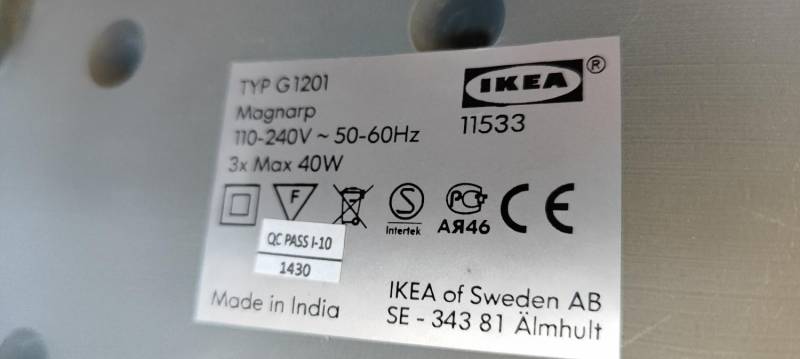 TYP G1201
Magnarp
110-240V ~ 50-60Hz
3x Max 40W
IKEA ®
11533
F
S
Intertek
РСТ
АЯ46
CE
QC PASS I-10
1430
Made in India
IKEA of Sweden AB
SE - 343 81 Älmhult